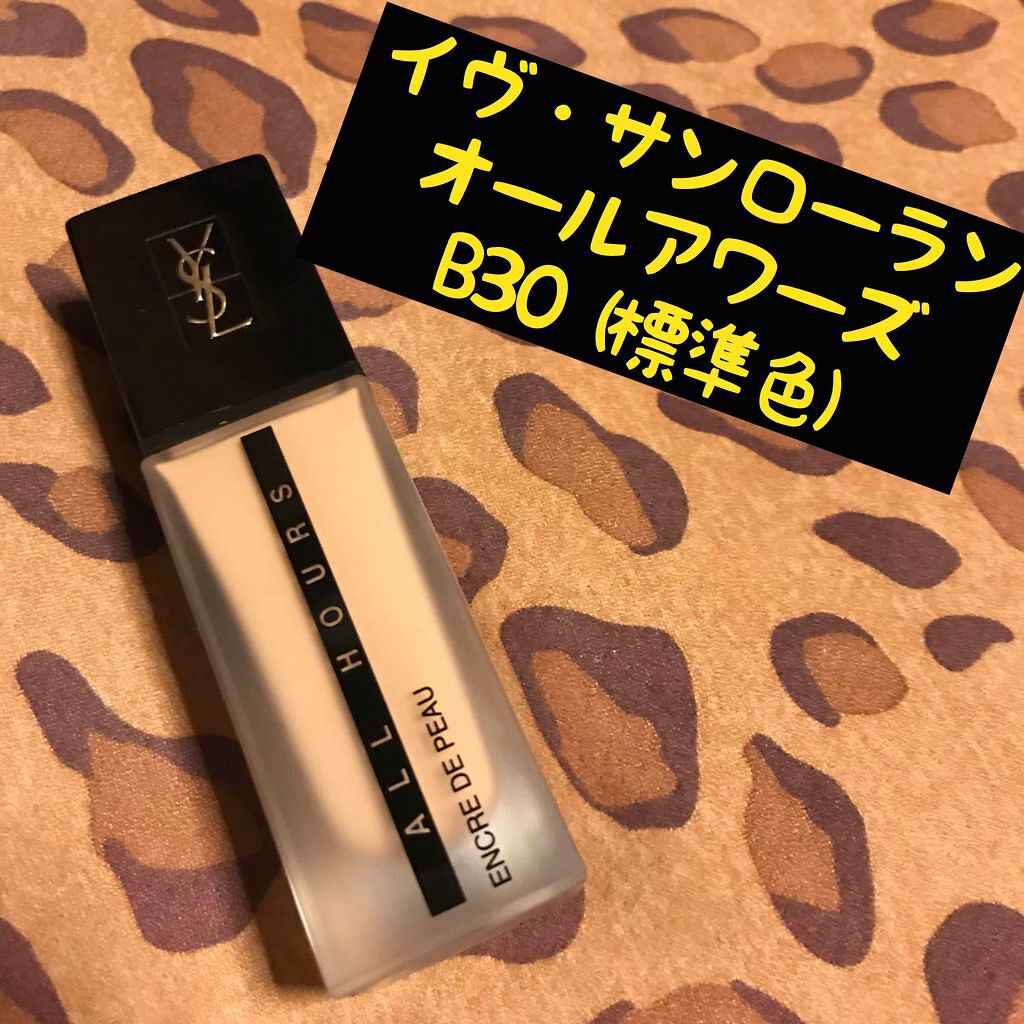 イヴ・サンローラン
オールアワーズ
B30 (標準色)
YSL
ALL HOURS
ENCRE DE PEAU